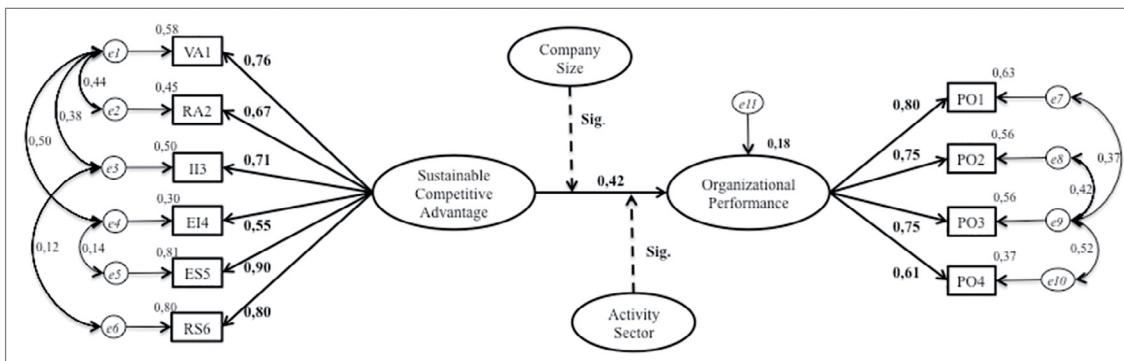 0,58
e1
VA1
0,76
0,44
0,45
e2
RA2
0,67
0,38
0,50
0,50
e3
II3
0,71
0,30
e4
EI4
0,55
0,12
0,14
0,81
e5
ES5
0,90
0,80
e6
RS6
0,80
Sustainable
Competitive
Advantage
Company
Size
Sig.
0,42
Sig.
Activity
Sector
e11
0,18
Organizational
Performance
0,80
0,63
PO1
e7
0,75
0,56
PO2
e8
0,37
0,42
0,75
0,56
PO3
e9
0,52
0,61
0,37
PO4
e10